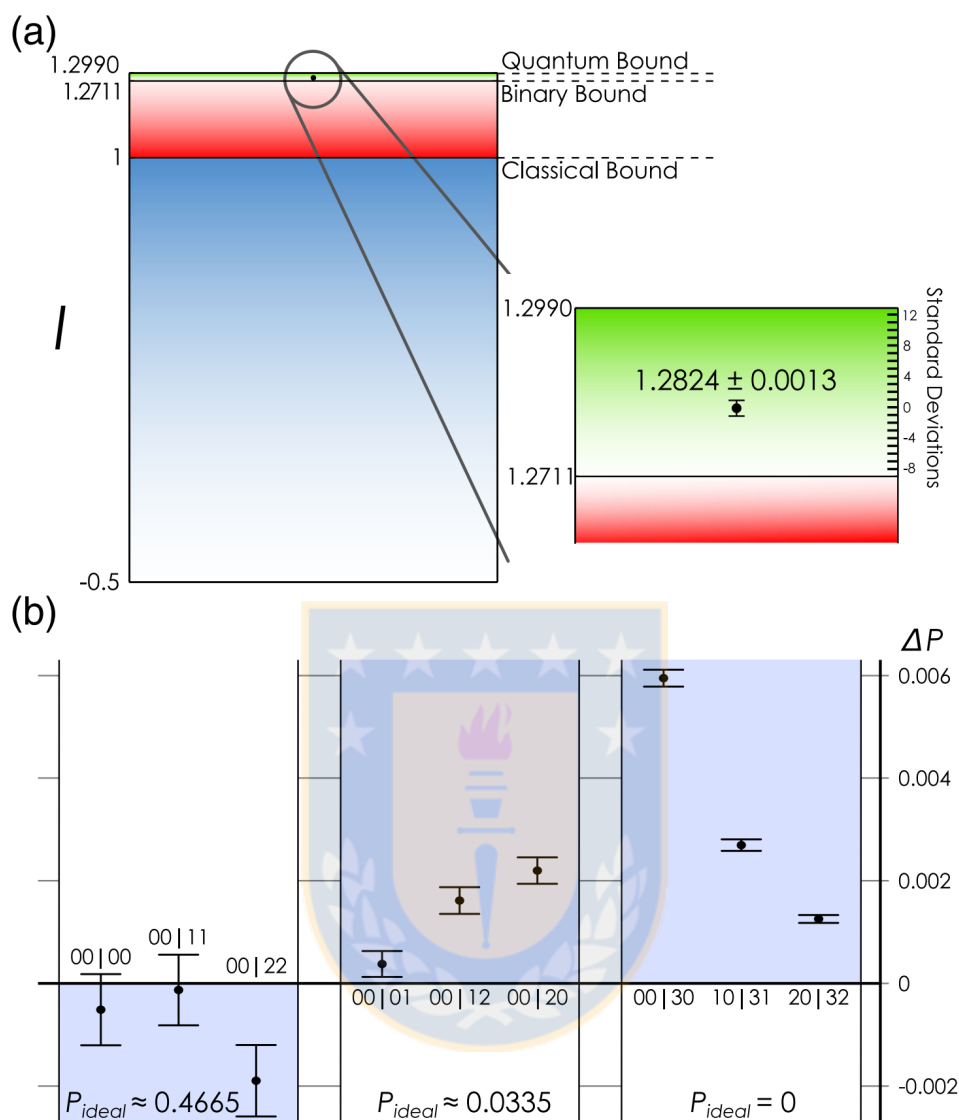 (a)
1.2990
1.2711
1
-0.5
I
Quantum Bound
Binary Bound
Classical Bound
1.2990
1.2711
1.2824 ± 0.0013
12
8
4
0
-4
-8
Standard Deviations
(b)
ΔP
0.006
0.004
0.002
0
-0.002
00|00
00|11
00|22
00|01
00|12
00|20
00|30
10|31
20|32
P_ideal ≈ 0.4665
P_ideal ≈ 0.0335
P_ideal = 0